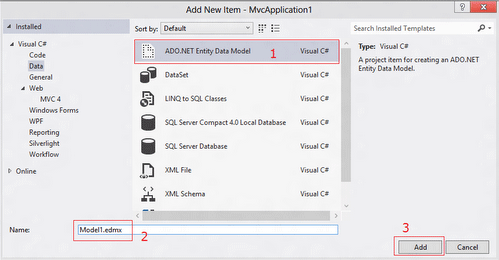 Add New Item - MvcApplication1
Installed
Sort by: Default
Search Installed Templates
Visual C#
Code
Data
General
Web
MVC 4
Windows Forms
WPF
Reporting
Silverlight
Workflow
Online
ADO.NET Entity Data Model Visual C#
1
DataSet Visual C#
LINQ to SQL Classes Visual C#
SQL Server Compact 4.0 Local Database Visual C#
SQL Server Database Visual C#
XML File Visual C#
XML Schema Visual C#
Type: Visual C#
A project item for creating an ADO.NET
Entity Data Model.
Name: Model1.edmx
2
3
Add Cancel